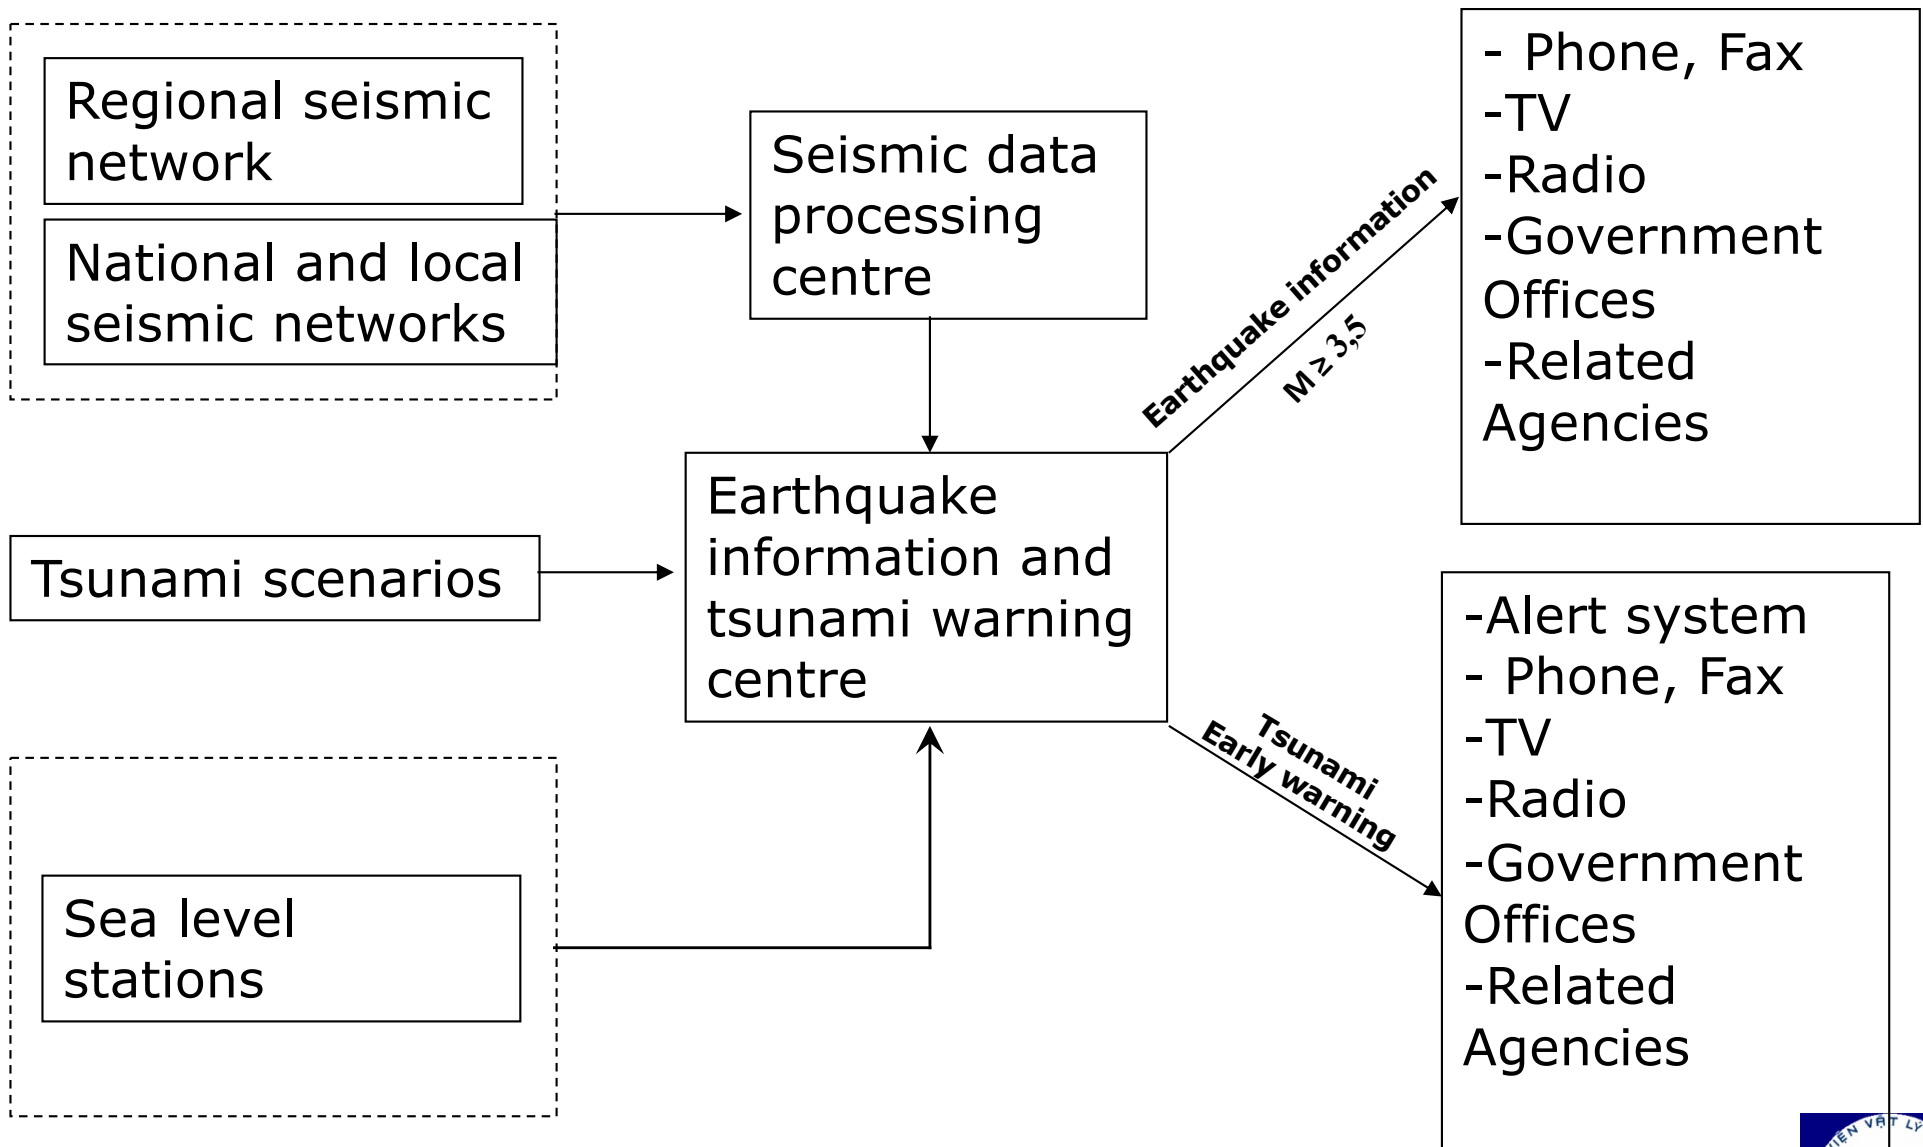 Regional seismic
network
National and local
seismic networks
Seismic data
processing
centre
Earthquake information
M ≥ 3,5
- Phone, Fax
-TV
-Radio
-Government
Offices
-Related
Agencies
Tsunami scenarios
Earthquake
information and
tsunami warning
centre
Sea level
stations
Tsunami
Early warning
-Alert system
- Phone, Fax
-TV
-Radio
-Government
Offices
-Related
Agencies
VẬT LÝ